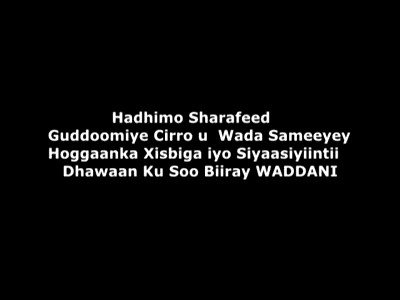 Hadhimo Sharafeed
Guddoomiye Cirro u Wada Sameeyey
Hoggaanka Xisbiga iyo Siyaasiyiintii
Dhawaan Ku Soo Biiray WADDANI